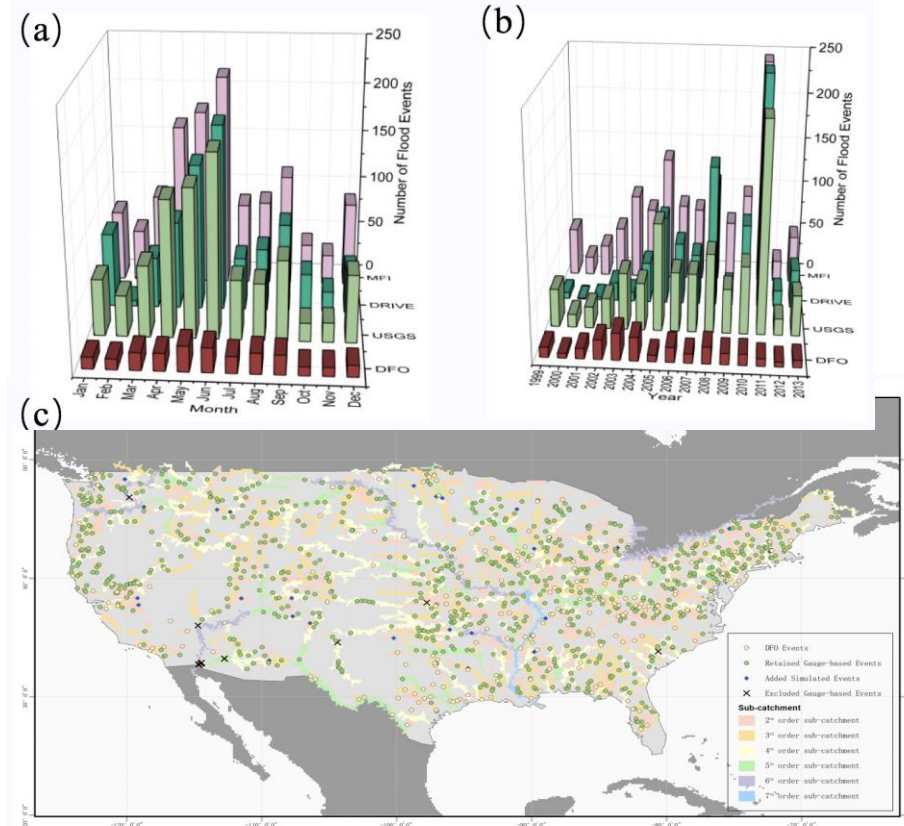 (a)
250
200
150
100
50
0
Number of Flood Events
MFI
DRIVE
USGS
DFO
Jan
Feb
Mar
Apr
May
Jun
Jul
Aug
Sep
Oct
Nov
Dec
Month
(b)
250
200
150
100
50
0
Number of Flood Events
MFI
DRIVE
USGS
DFO
1999
2000
2001
2002
2003
2004
2005
2006
2007
2008
2009
2010
2011
2012
2013
Year
(c)
DFO Events
Retained Gauge-based Events
Added Simulated Events
Excluded Gauge-based Events
Sub-catchment
2nd order sub-catchment
3rd order sub-catchment
4th order sub-catchment
5th order sub-catchment
6th order sub-catchment
7th order sub-catchment